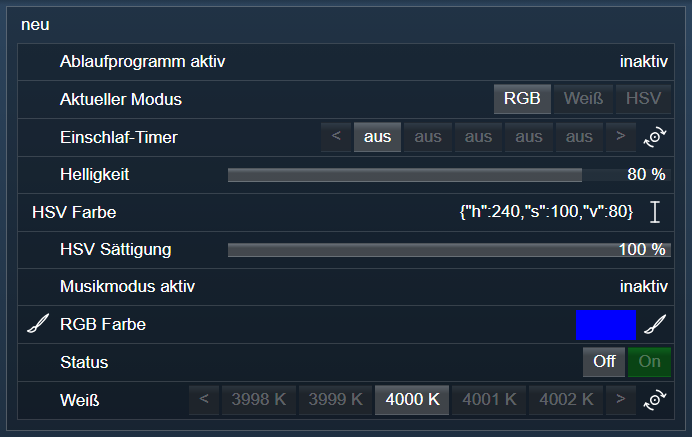 neu
Ablaufprogramm aktiv inaktiv
Aktueller Modus RGB Weiß HSV
Einschlaf-Timer < aus aus aus aus aus >
Helligkeit 80 %
HSV Farbe {"h":240,"s":100,"v":80}
HSV Sättigung 100 %
Musikmodus aktiv inaktiv
RGB Farbe
Status Off On
Weiß < 3998 K 3999 K 4000 K 4001 K 4002 K >